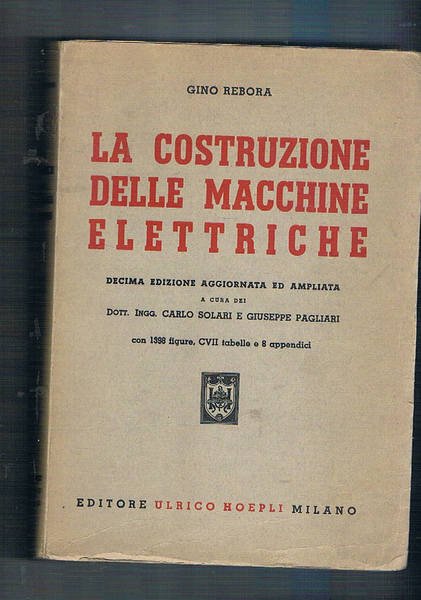 GINO REBORA
LA COSTRUZIONE
DELLE MACCHINE
ELETTRICHE
DECIMA EDIZIONE AGGIORNATA ED AMPLIATA
A CURA DEI
DOTT. INGG. CARLO SOLARI E GIUSEPPE PAGLIARI
con 1398 figure, CVII tabelle e 8 appendici
EDITORE ULRICO HOEPLI MILANO